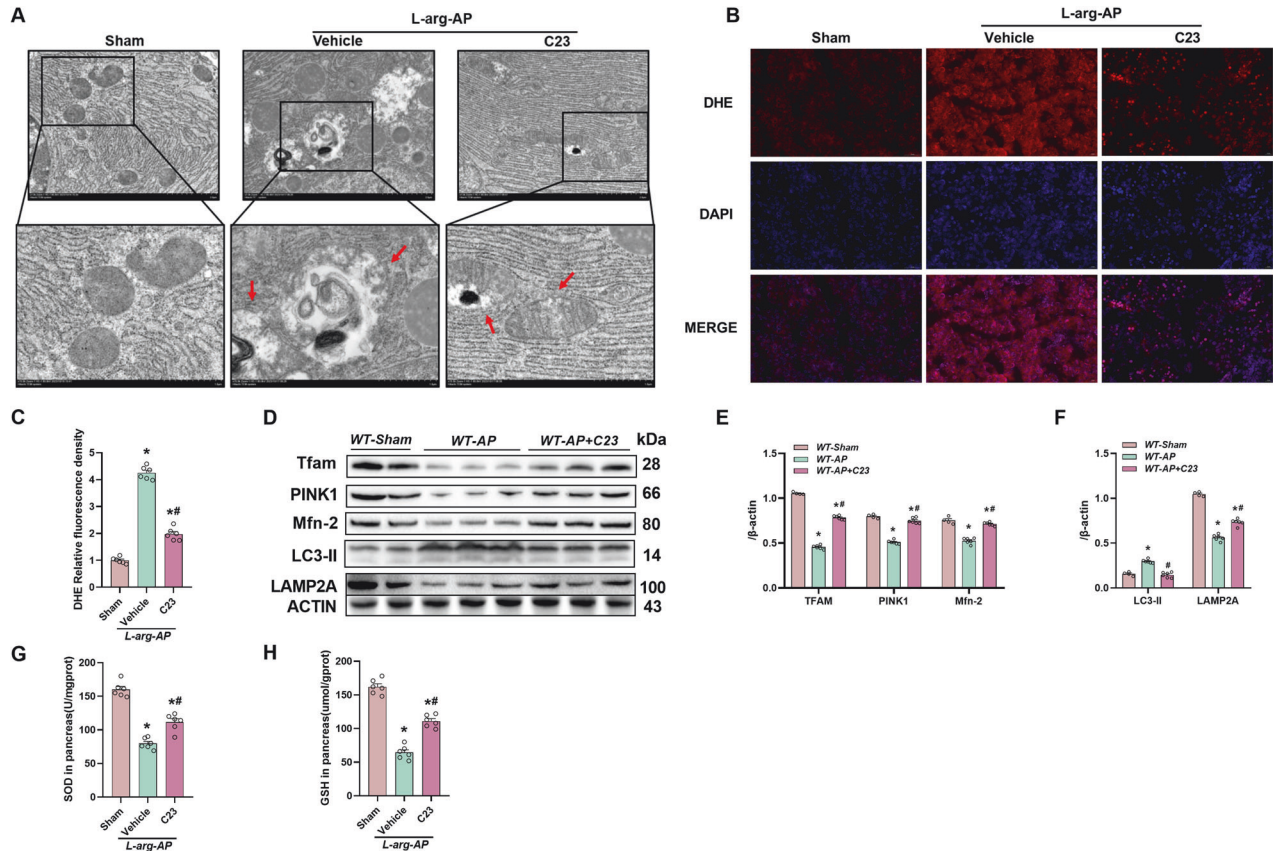 A
L-arg-AP
Sham
Vehicle
C23
B
L-arg-AP
Sham
Vehicle
C23
DHE
DAPI
MERGE
C
DHE Relative fluorescence density
6
4
2
1
0
Sham
Vehicle
C23
L-arg-AP
D
WT-Sham
WT-AP
WT-AP+C23
kDa
Tfam
28
PINK1
66
Mfn-2
80
LC3-II
14
LAMP2A
100
ACTIN
43
*
*#
E
WT-Sham
WT-AP
WT-AP+C23
/β-actin
1.5
1.0
0.5
0.0
*
*#
*
*#
*
*#
TFAM
PINK1
Mfn-2
F
WT-Sham
WT-AP
WT-AP+C23
/β-actin
1.5
1.0
0.5
0.0
*
#
*
*#
LC3-II
LAMP2A
G
SOD in pancreas(U/mgprot)
200
150
100
50
0
*
*#
Sham
Vehicle
C23
L-arg-AP
H
GSH in pancreas(umol/gprot)
200
150
100
50
0
*
*#
Sham
Vehicle
C23
L-arg-AP